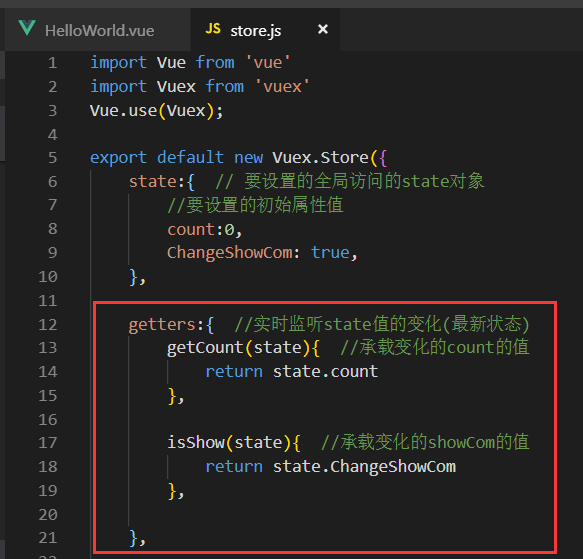 HelloWorld.vue JS store.js ×
1 import Vue from 'vue'
2 import Vuex from 'vuex'
3 Vue.use(Vuex);
4
5 export default new Vuex.Store({
6 state:{ // 要设置的全局访问的state对象
7 //要设置的初始属性值
8 count:0,
9 ChangeShowCom: true,
10 },
11
12 getters:{ //实时监听state值的变化(最新状态)
13 getCount(state){ //承载变化的count的值
14 return state.count
15 },
16
17 isShow(state){ //承载变化的showCom的值
18 return state.ChangeShowCom
19 },
20
21 },